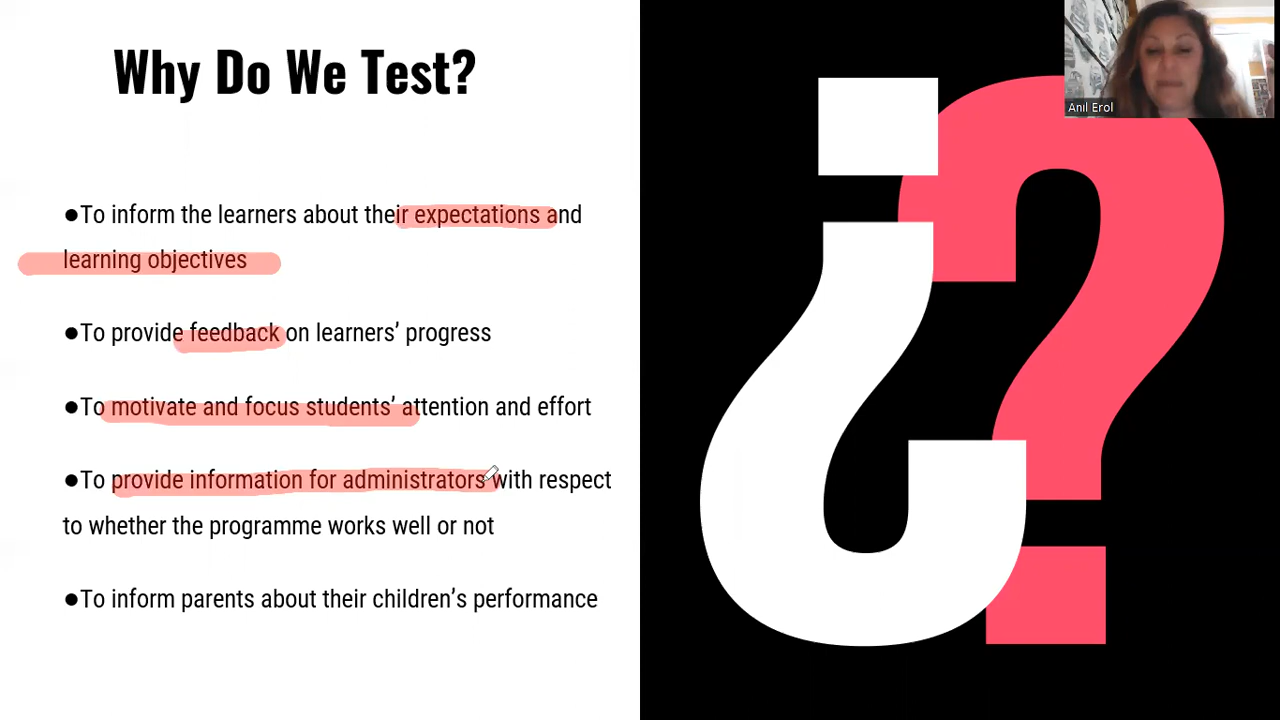 Why Do We Test?
●To inform the learners about their expectations and
learning objectives
●To provide feedback on learners’ progress
●To motivate and focus students’ attention and effort
●To provide information for administrators with respect
to whether the programme works well or not
●To inform parents about their children’s performance
¿?
Anıl Erol